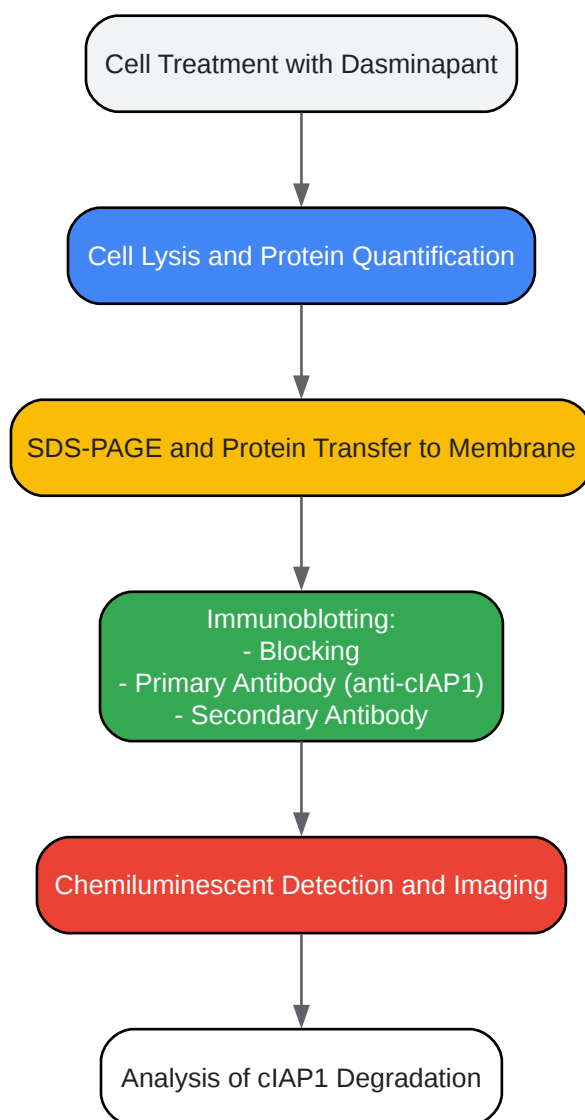 Cell Treatment with Dasminapant
Cell Lysis and Protein Quantification
SDS-PAGE and Protein Transfer to Membrane
Immunoblotting:
- Blocking
- Primary Antibody (anti-cIAP1)
- Secondary Antibody
Chemiluminescent Detection and Imaging
Analysis of cIAP1 Degradation